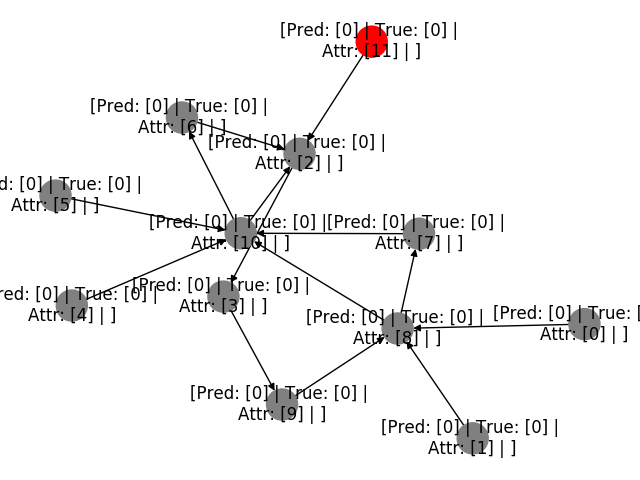 [Pred: [0] | True: [0] |
Attr: [11] | ]
[Pred: [0] | True: [0] |
Attr: [6] | ]
[Pred: [0] | True: [0] |
Attr: [2] | ]
d: [0] | True: [0] |
Attr: [5] | ]
[Pred: [0] | True: [0] |
Attr: [10] | ]
[Pred: [0] | True: [0] |
Attr: [7] | ]
[Pred: [0] | True: [0] |
Attr: [3] | ]
red: [0] | True: [0] |
Attr: [4] | ]
[Pred: [0] | True: [0] |
Attr: [8] | ]
[Pred: [0] | True: [
Attr: [0] | ]
[Pred: [0] | True: [0] |
Attr: [9] | ]
[Pred: [0] | True: [0] |
Attr: [1] | ]